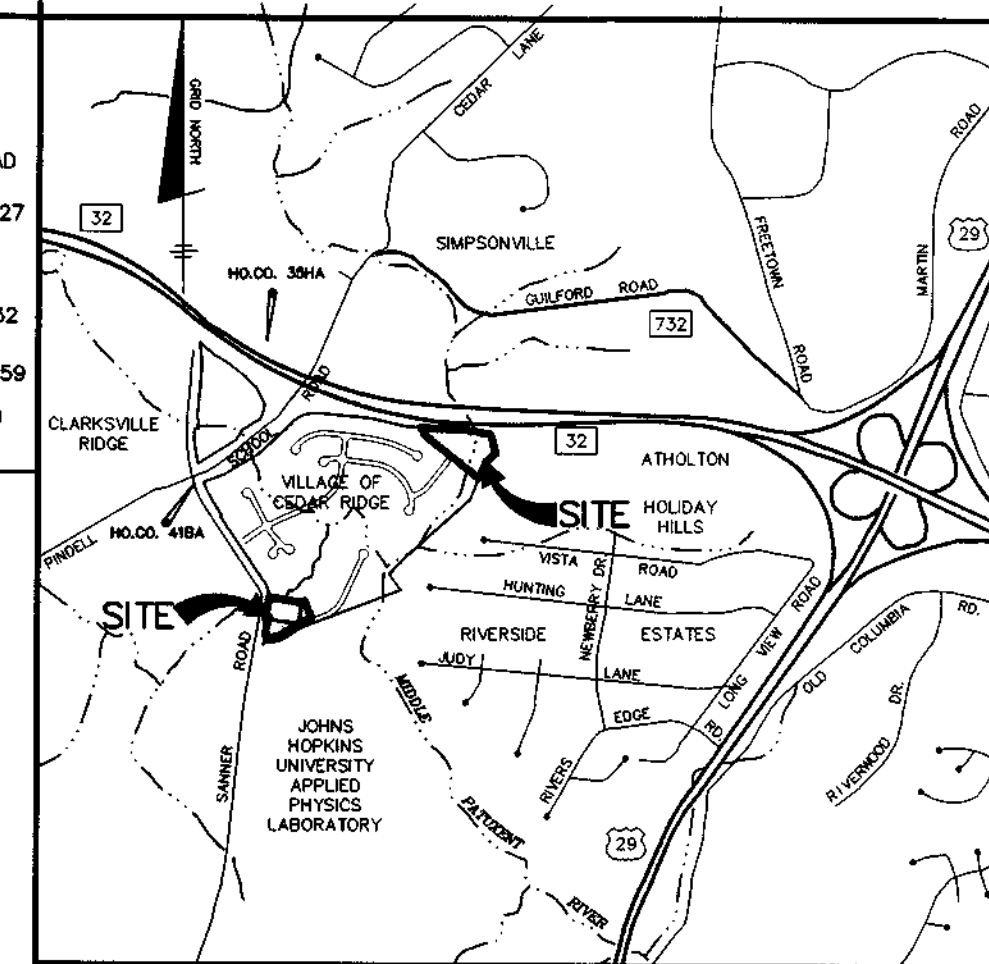 AD
27
32
59
GRID NORTH
CEDAR LANE
32
HO.CO. 35HA
SIMPSONVILLE
GUILFORD ROAD
732
FREETOWN ROAD
MARTIN ROAD
29
CLARKSVILLE
RIDGE
SCHOOL ROAD
PINDELL
HO.CO. 41BA
VILLAGE OF
CEDAR RIDGE
32
ATHOLTON
SITE
HOLIDAY
HILLS
VISTA ROAD
HUNTING LANE
NEWBERRY DR.
RIVERSIDE ESTATES
JUDY LANE
RIVERS EDGE RD.
LONG VIEW ROAD
OLD COLUMBIA RD.
RIVERWOOD DR.
SITE
SANNER ROAD
JOHNS
HOPKINS
UNIVERSITY
APPLIED
PHYSICS
LABORATORY
MIDDLE PATUXENT RIVER
29